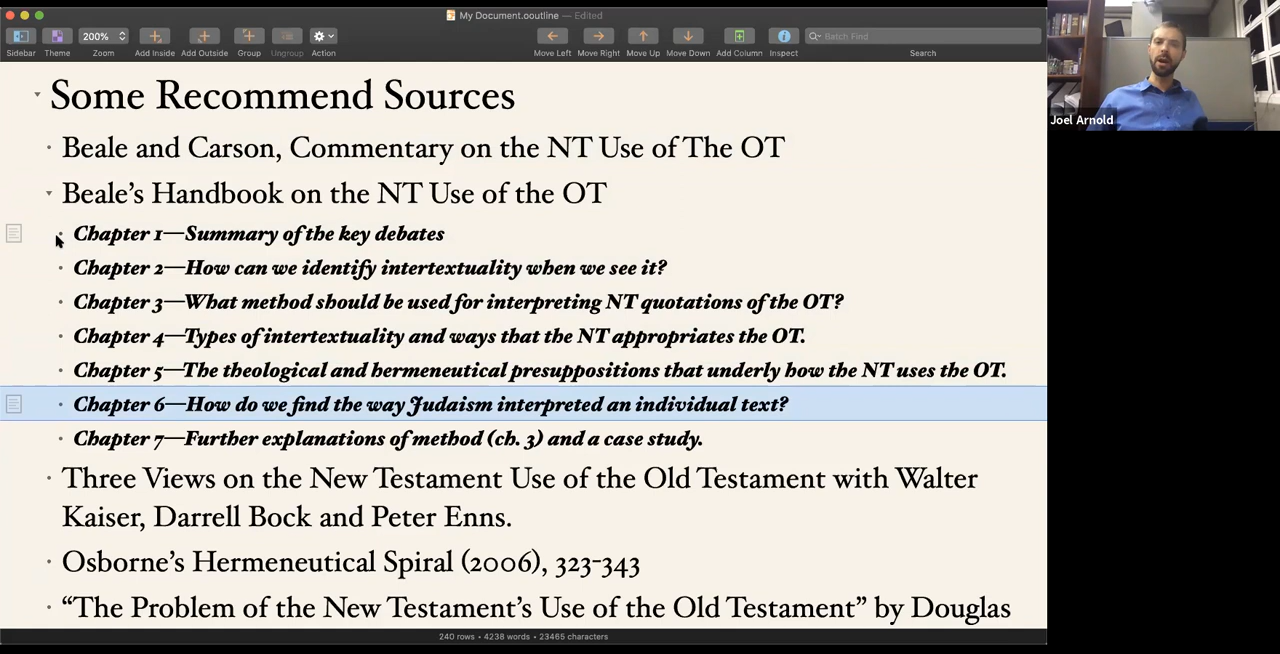 My Document.ooutline — Edited
Sidebar
Theme
200%
Zoom
Add Inside
Add Outside
Group
Ungroup
Action
Move Left
Move Right
Move Up
Move Down
Add Column
Inspect
Batch Find
Search
Joel Arnold
Some Recommend Sources
Beale and Carson, Commentary on the NT Use of The OT
Beale’s Handbook on the NT Use of the OT
Chapter 1—Summary of the key debates
Chapter 2—How can we identify intertextuality when we see it?
Chapter 3—What method should be used for interpreting NT quotations of the OT?
Chapter 4—Types of intertextuality and ways that the NT appropriates the OT.
Chapter 5—The theological and hermeneutical presuppositions that underly how the NT uses the OT.
Chapter 6—How do we find the way Judaism interpreted an individual text?
Chapter 7—Further explanations of method (ch. 3) and a case study.
Three Views on the New Testament Use of the Old Testament with Walter
Kaiser, Darrell Bock and Peter Enns.
Osborne’s Hermeneutical Spiral (2006), 323-343
“The Problem of the New Testament’s Use of the Old Testament” by Douglas
240 rows • 4238 words • 23465 characters